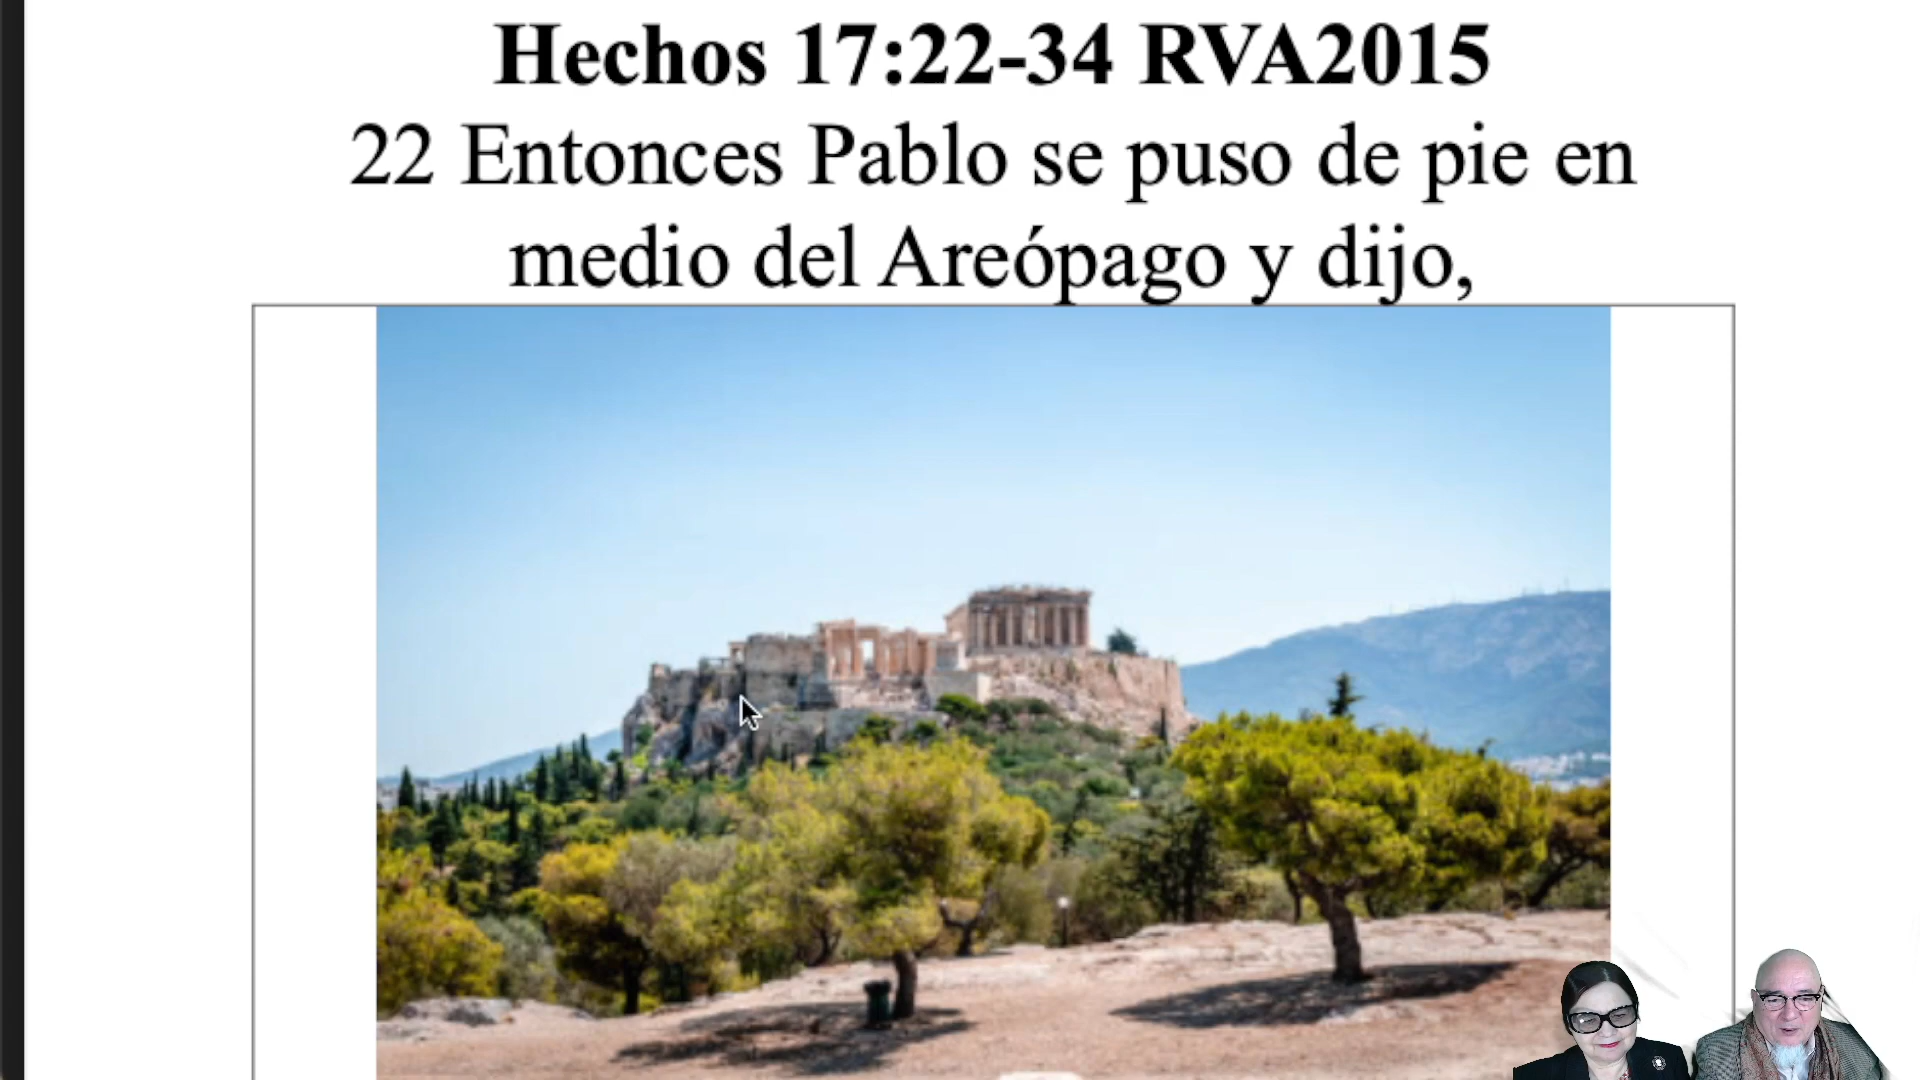 Hechos 17:22-34 RVA2015
22 Entonces Pablo se puso de pie en
medio del Areópago y dijo,